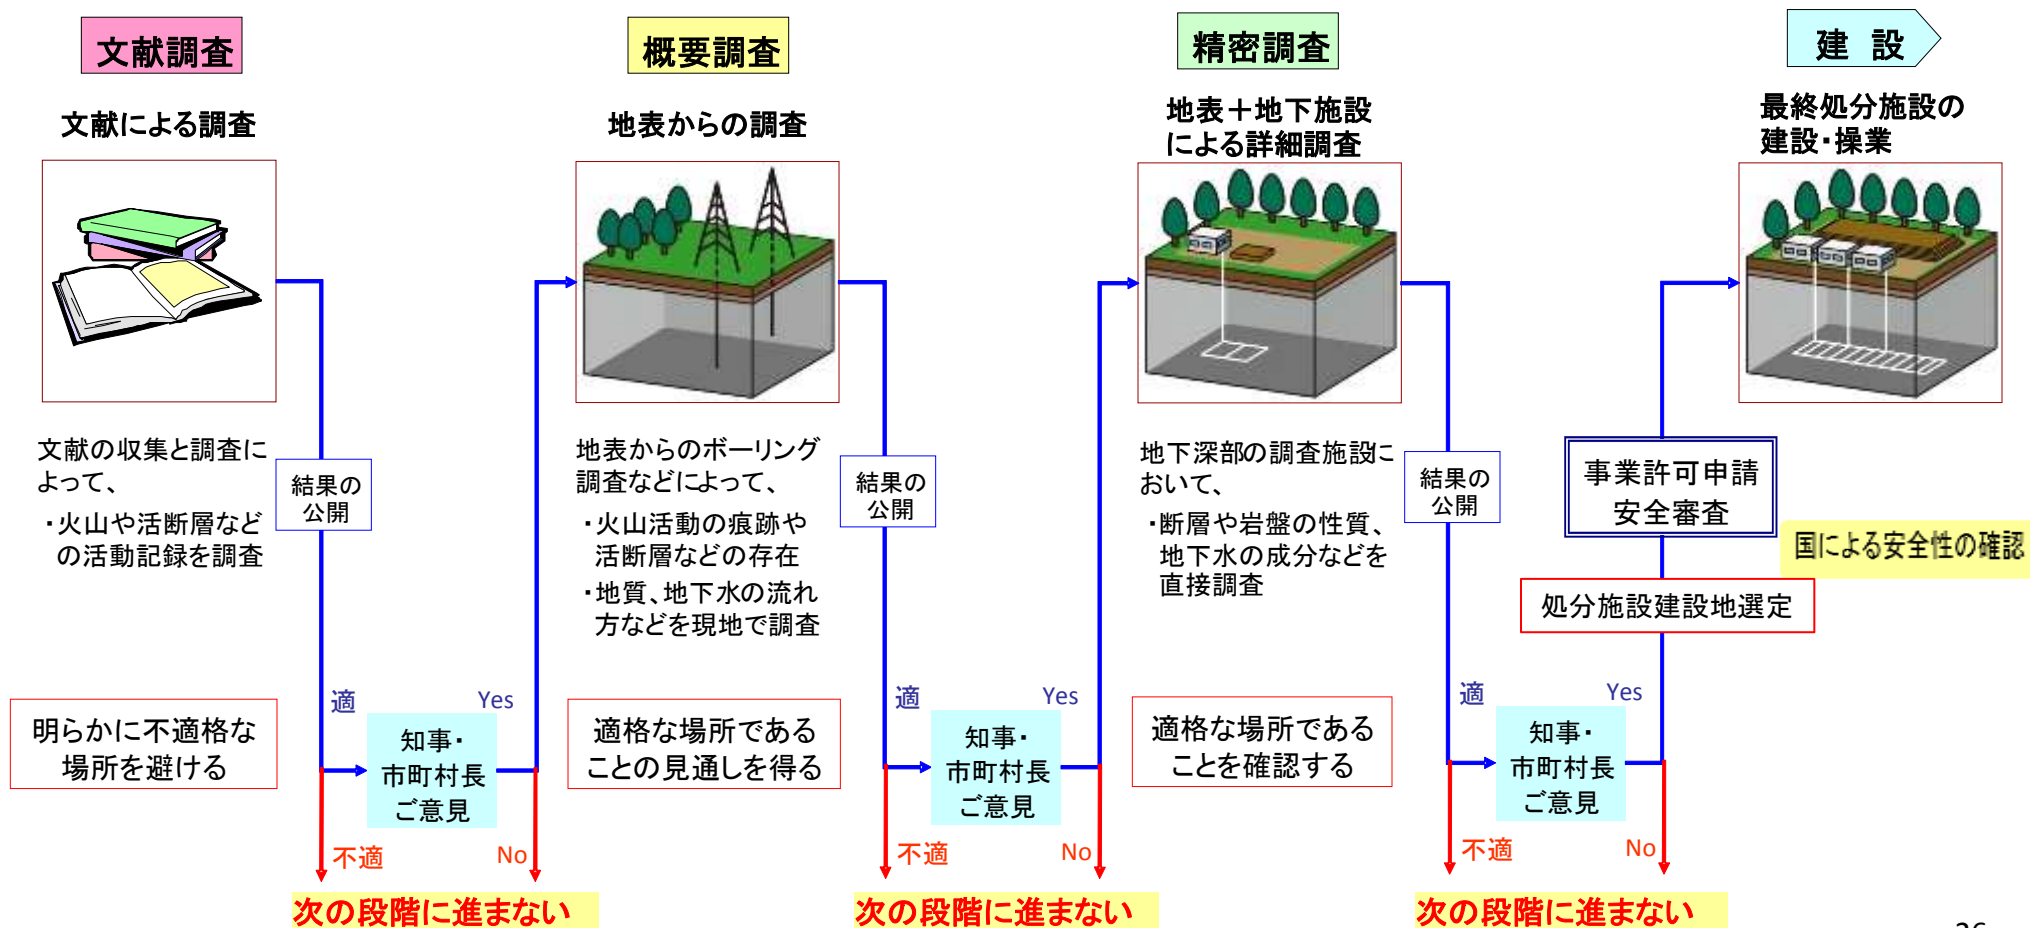 文献調査
文献による調査
文献の収集と調査に
よって、
・火山や活断層など
の活動記録を調査
結果の
公開
明らかに不適格な
場所を避ける
適
Yes
知事・
市町村長
ご意見
不適
No
次の段階に進まない
概要調査
地表からの調査
地表からのボーリング
調査などによって、
・火山活動の痕跡や
活断層などの存在
・地質、地下水の流れ
方などを現地で調査
結果の
公開
適格な場所である
ことの見通しを得る
適
Yes
知事・
市町村長
ご意見
不適
No
次の段階に進まない
精密調査
地表＋地下施設
による詳細調査
地下深部の調査施設に
おいて、
・断層や岩盤の性質、
地下水の成分などを
直接調査
結果の
公開
適格な場所である
ことを確認する
適
Yes
知事・
市町村長
ご意見
不適
No
次の段階に進まない
建 設
最終処分施設の
建設・操業
事業許可申請
安全審査
国による安全性の確認
処分施設建設地選定